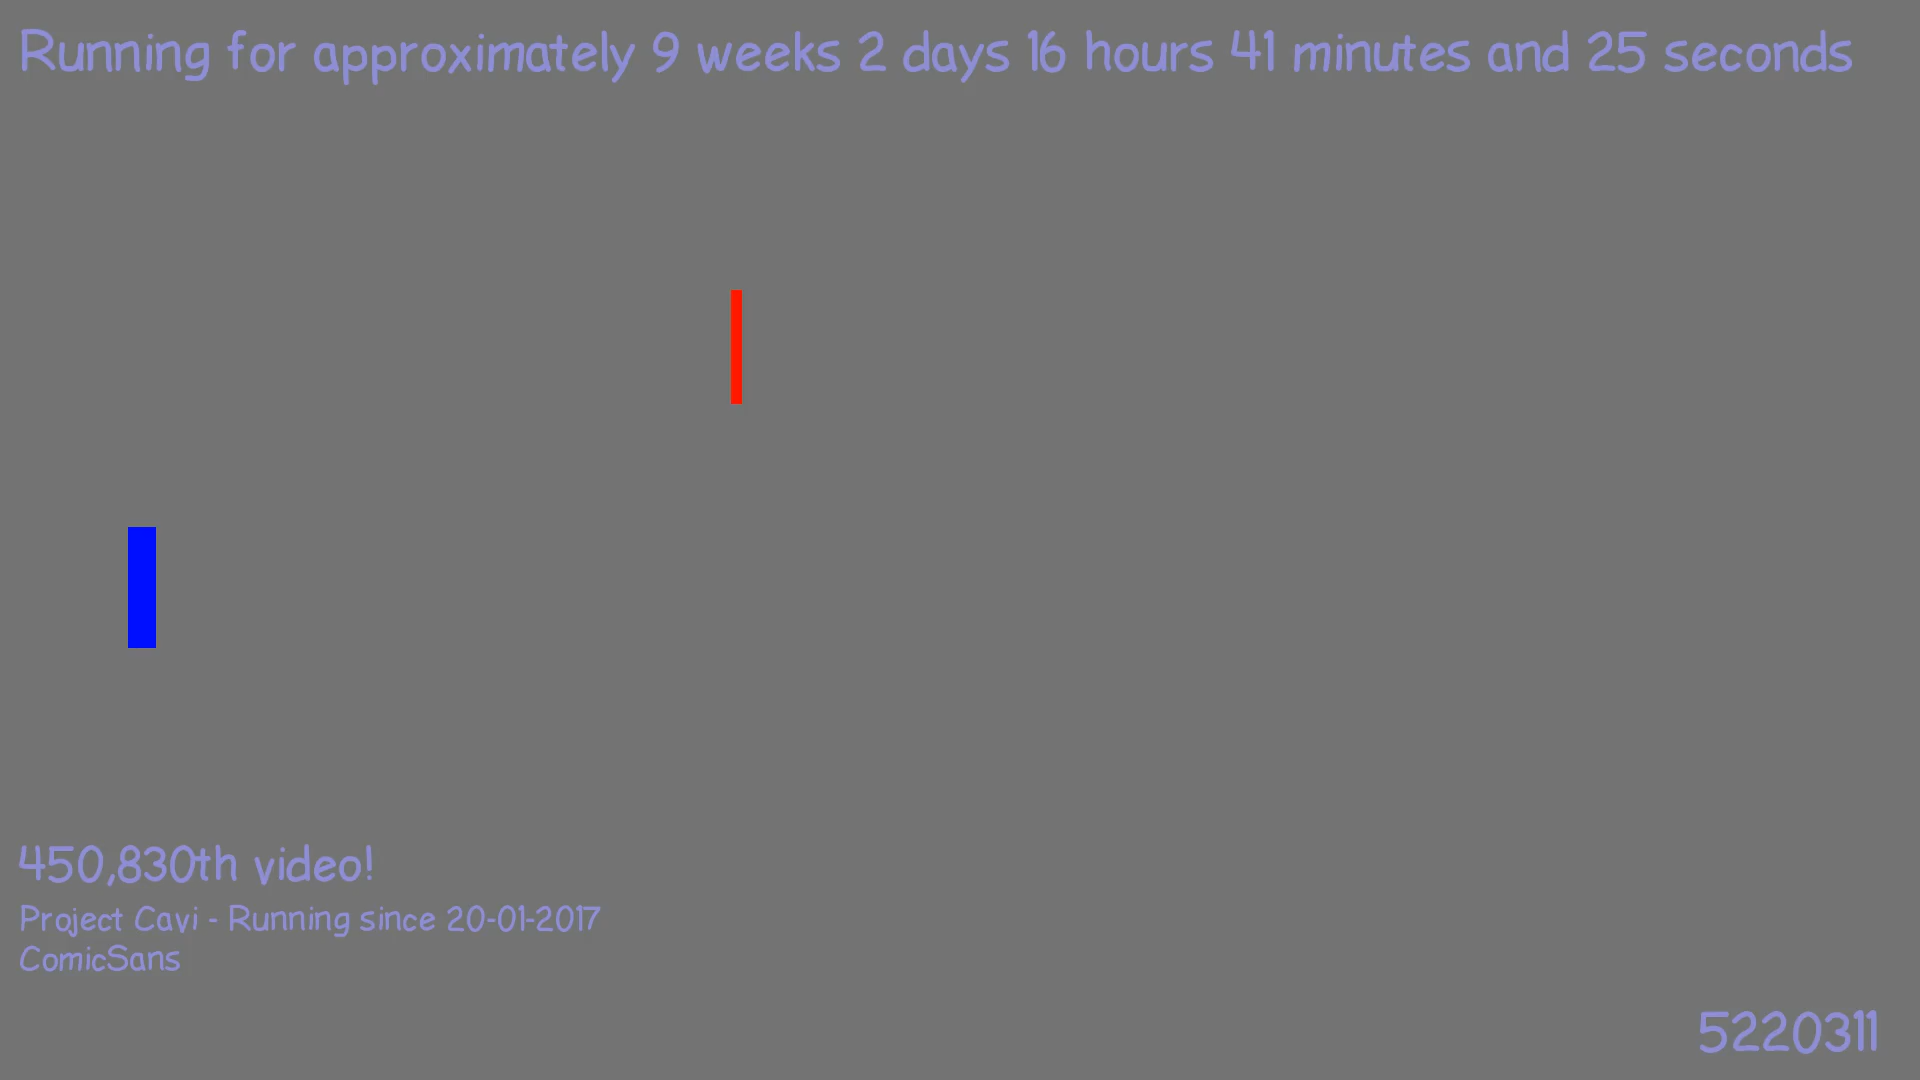 Running for approximately 9 weeks 2 days 16 hours 41 minutes and 25 seconds
450,830th video!
Project Cavi - Running since 20-01-2017
ComicSans
5220311